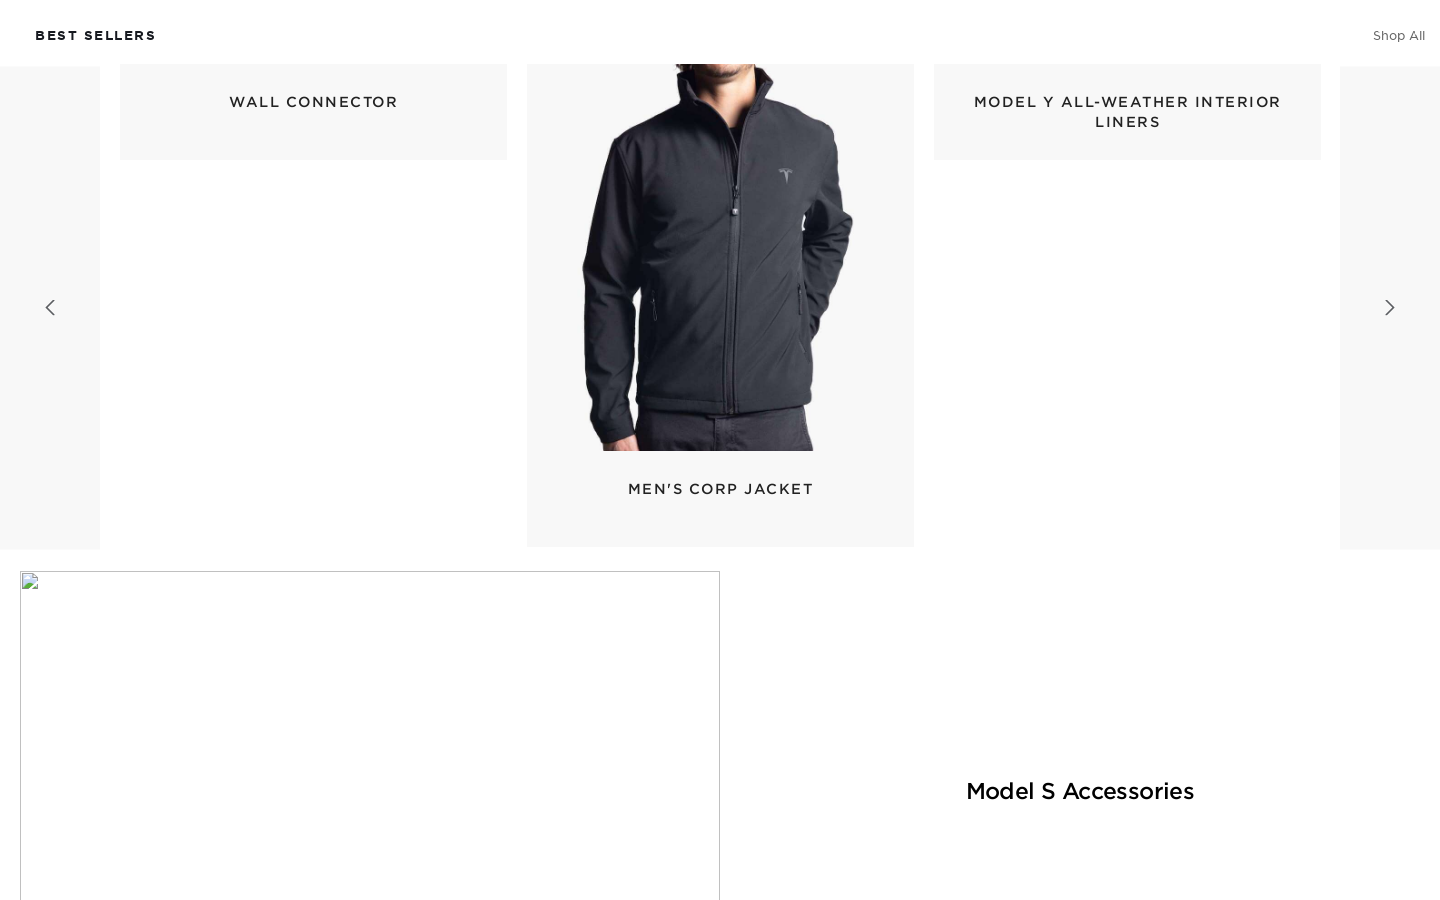 BEST SELLERS
Shop All
WALL CONNECTOR
MODEL Y ALL-WEATHER INTERIOR
LINERS
MEN'S CORP JACKET
Model S Accessories